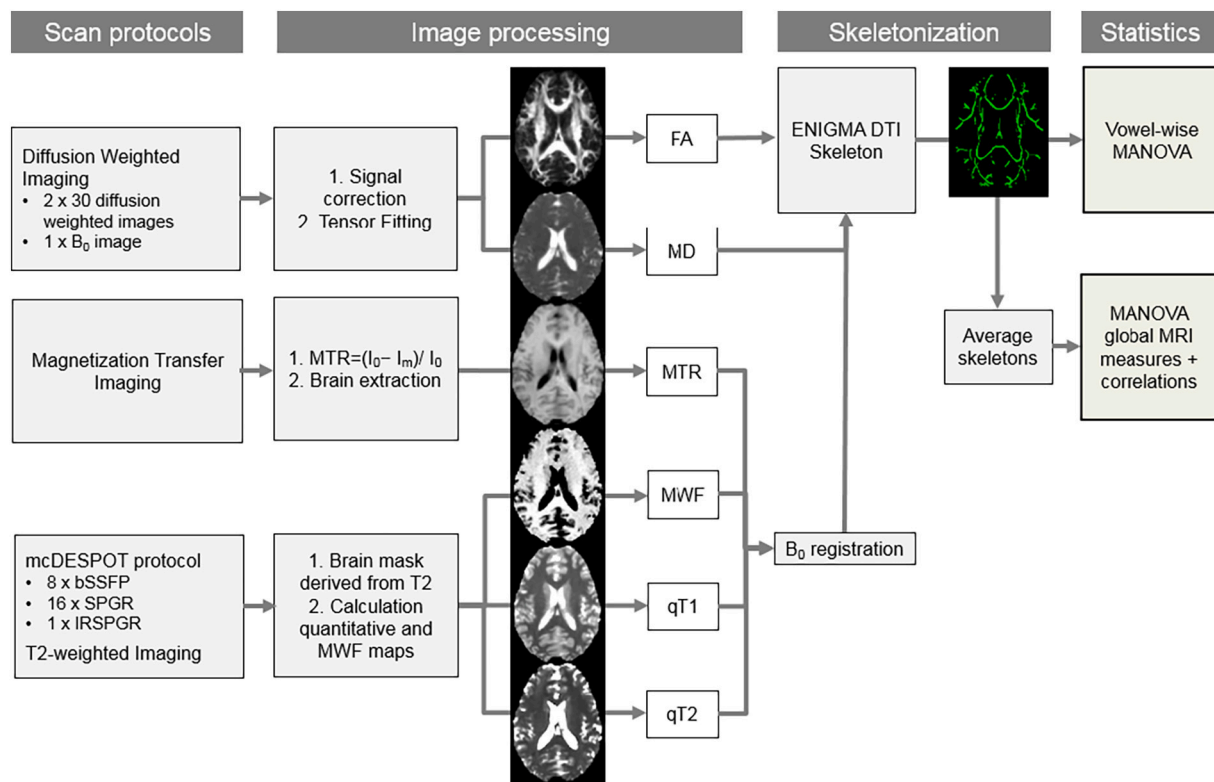 Scan protocols
Image processing
Skeletonization
Statistics
Diffusion Weighted
Imaging
• 2 x 30 diffusion
weighted images
• 1 x B₀ image
1. Signal
correction
2. Tensor Fitting
FA
MD
ENIGMA DTI
Skeleton
Vowel-wise
MANOVA
Magnetization Transfer
Imaging
1. MTR=(I₀– Iₘ)/ I₀
2. Brain extraction
MTR
Average
skeletons
MANOVA
global MRI
measures +
correlations
mcDESPOT protocol
• 8 x bSSFP
• 16 x SPGR
• 1 x IRSPGR
T2-weighted Imaging
1. Brain mask
derived from T2
2. Calculation
quantitative and
MWF maps
MWF
qT1
qT2
B₀ registration